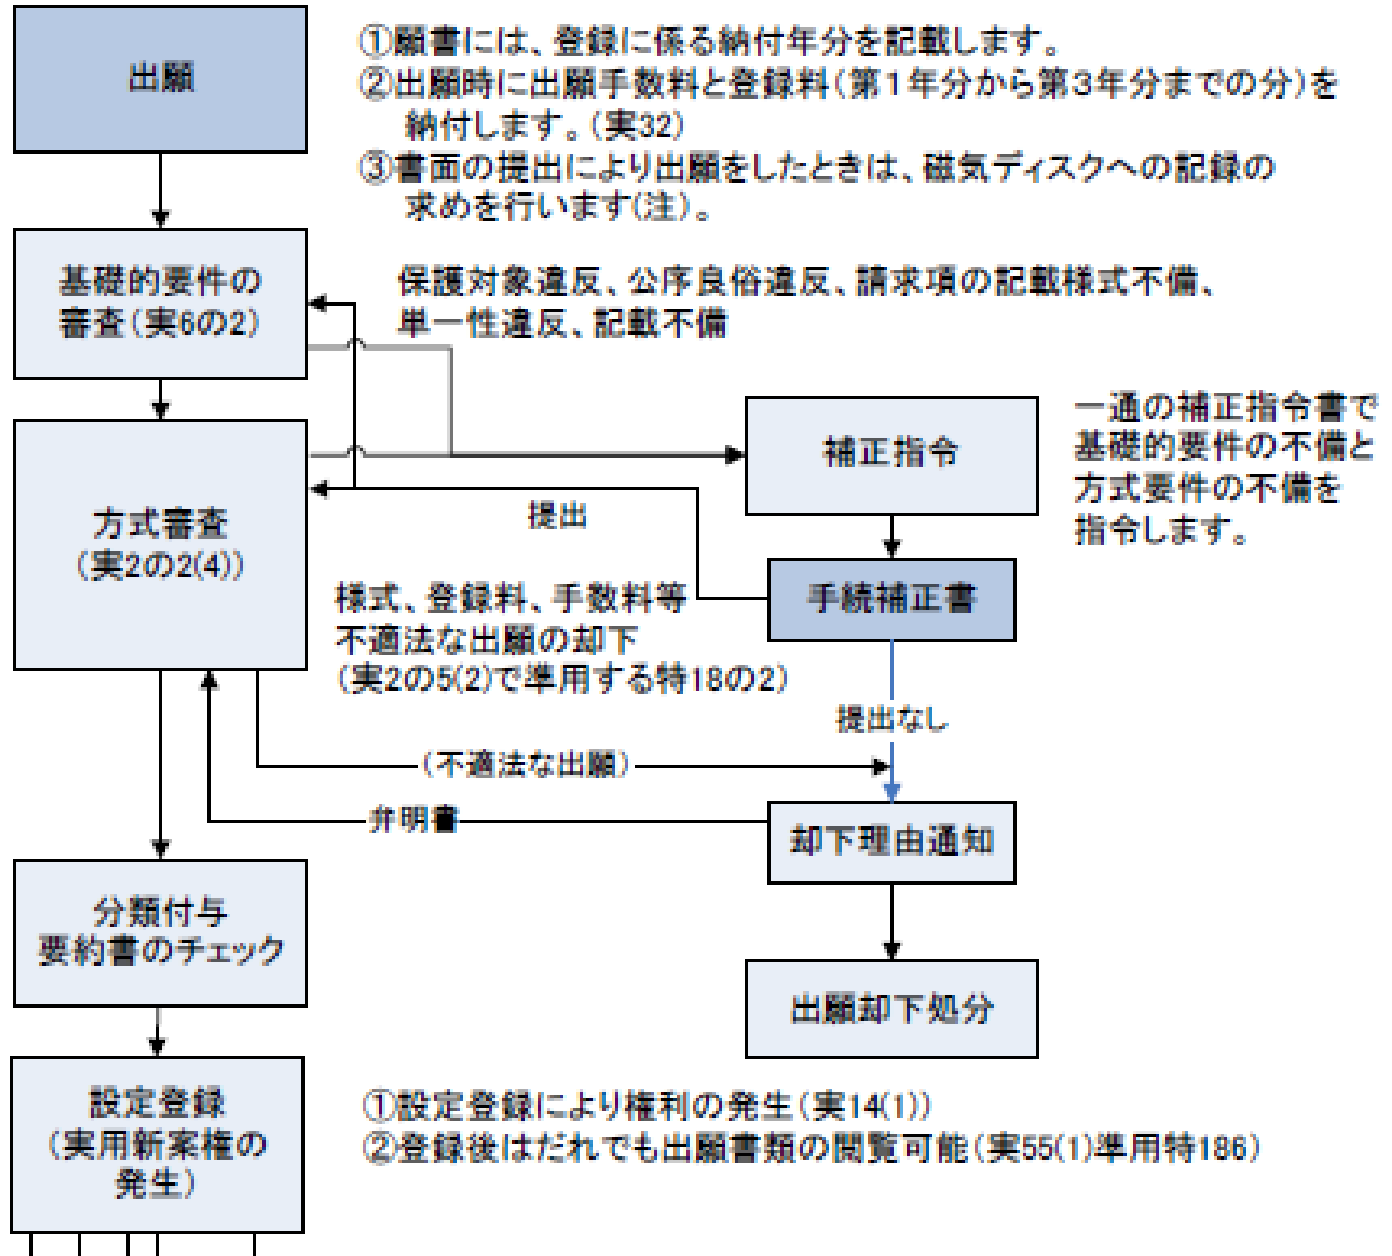 出願
①願書には、登録に係る納付年分を記載します。
②出願時に出願手数料と登録料(第1年分から第3年分までの分)を
納付します。(実32)
③書面の提出により出願をしたときは、磁気ディスクへの記録の
求めを行います(注)。
基礎的要件の
審査(実6の2)
保護対象違反、公序良俗違反、請求項の記載様式不備、
単一性違反、記載不備
補正指令
一通の補正指令書で
基礎的要件の不備と
方式要件の不備を
指令します。
方式審査
(実2の2(4))
提出
手続補正書
様式、登録料、手数料等
不適法な出願の却下
(実2の5(2)で準用する特18の2)
提出なし
(不適法な出願)
弁明書
却下理由通知
分類付与
要約書のチェック
出願却下処分
設定登録
(実用新案権の
発生)
①設定登録により権利の発生(実14(1))
②登録後はだれでも出願書類の閲覧可能(実55(1)準用特186)